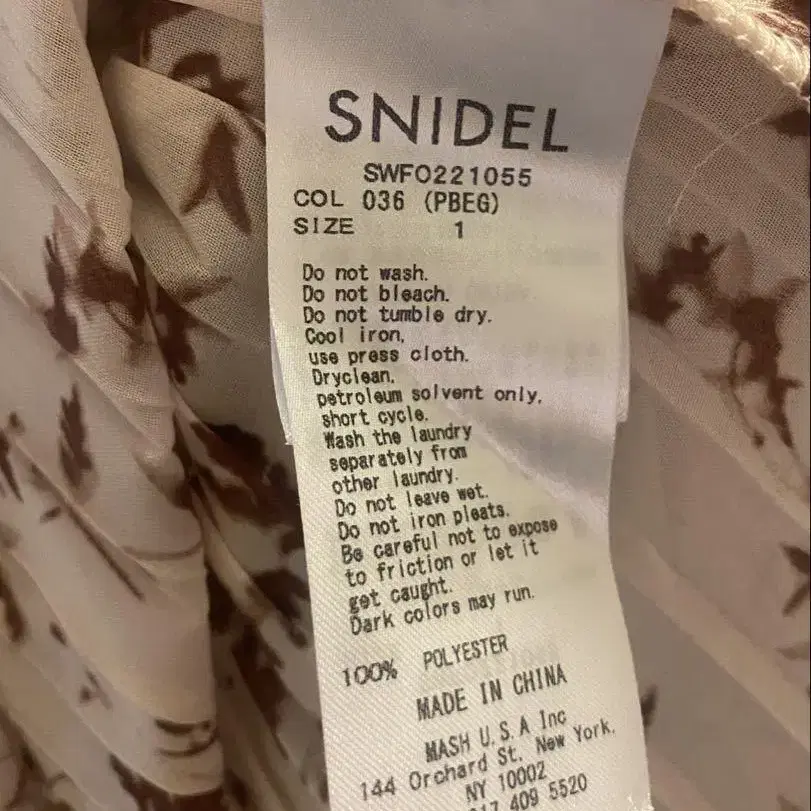 SNIDEL
SWFO221055
COL 036 (PBEG)
SIZE 1
Do not wash.
Do not bleach.
Do not tumble dry.
Cool iron,
use press cloth.
Dryclean,
petroleum solvent only,
short cycle.
Wash the laundry
separately from
other laundry.
Do not leave wet.
Do not iron pleats.
Be careful not to expose
to friction or let it
get caught.
Dark colors may run.
100% POLYESTER
MADE IN CHINA
MASH U.S.A Inc
144 Orchard St. New York.
NY 10002
409 5520